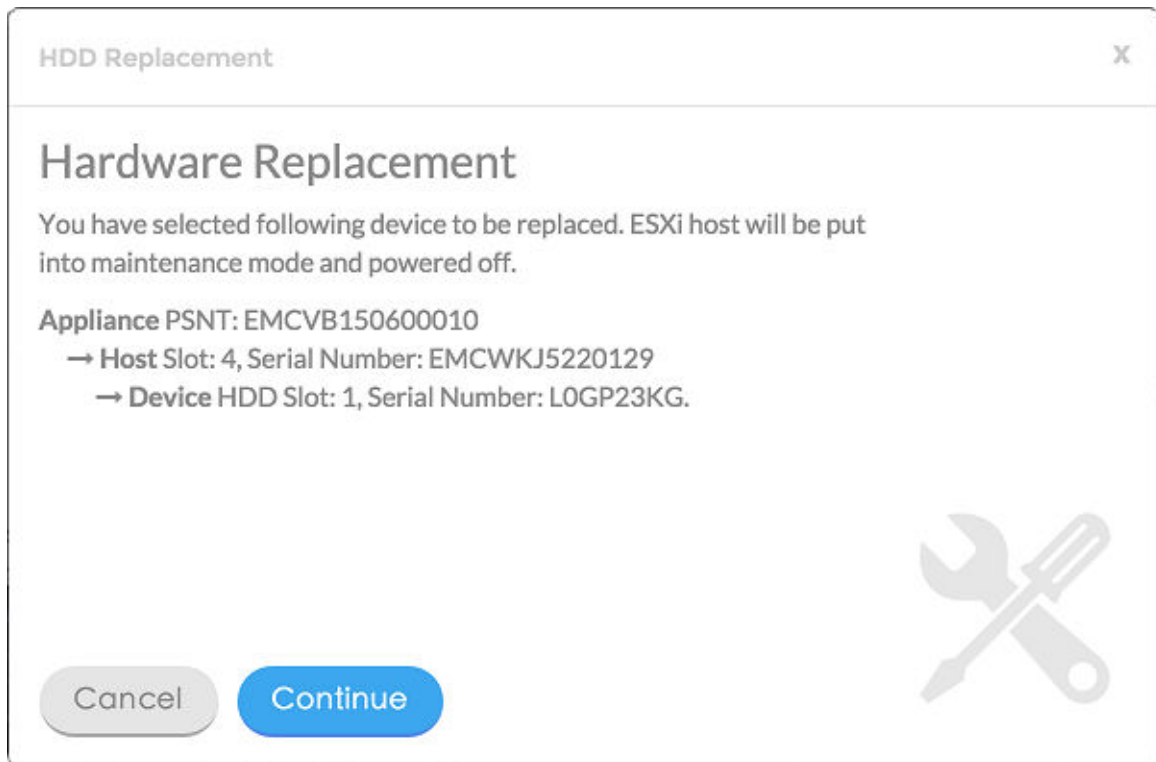 HDD Replacement
x
Hardware Replacement
You have selected following device to be replaced. ESXi host will be put
into maintenance mode and powered off.
Appliance PSNT: EMCVB150600010
→ Host Slot: 4, Serial Number: EMCWKJ5220129
→ Device HDD Slot: 1, Serial Number: L0GP23KG.
Cancel
Continue